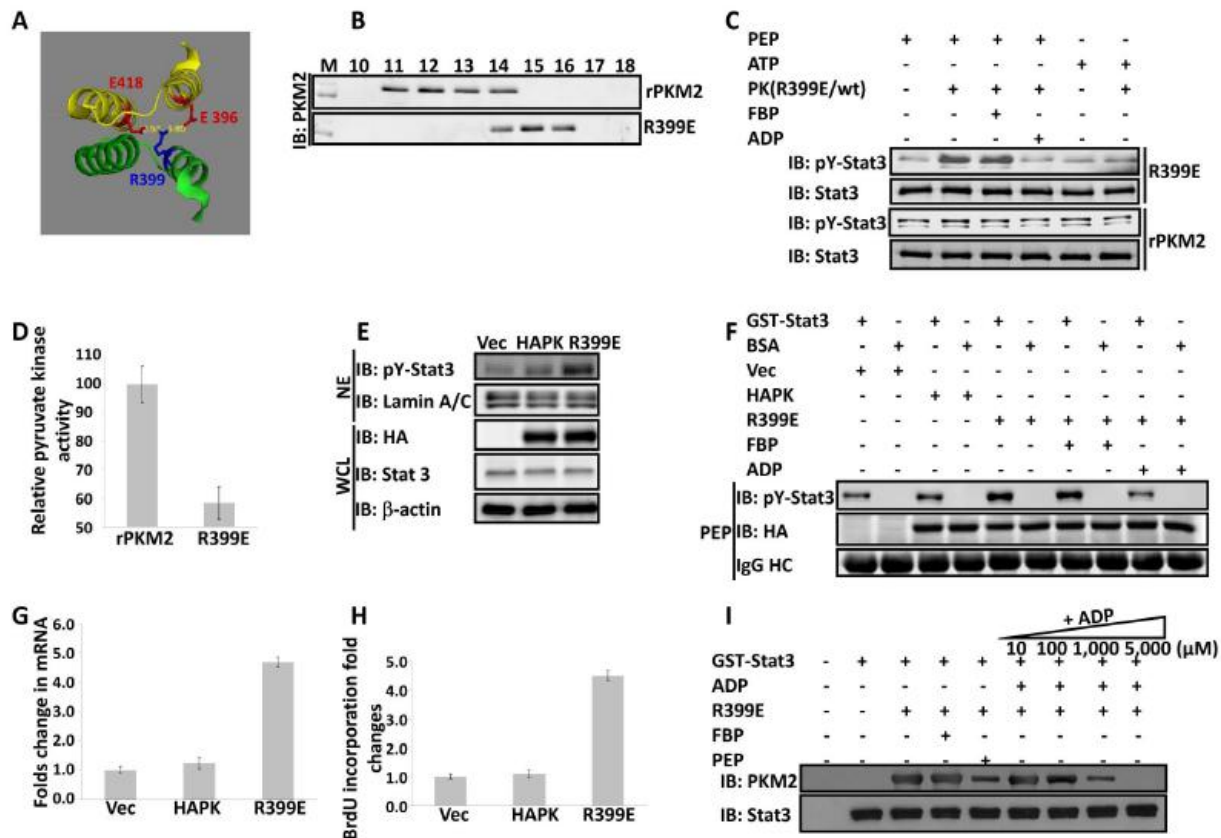 A
E418
E 396
R399
B
M 10 11 12 13 14 15 16 17 18
IB: PKM2
rPKM2
R399E
C
PEP + + + + - -
ATP - - - - + +
PK(R399E/wt) - + + + - +
FBP - - + - - -
ADP - - - + - -
IB: pY-Stat3
IB: Stat3
R399E
IB: pY-Stat3
IB: Stat3
rPKM2
D
Relative pyruvate kinase activity
110
100
90
80
70
60
50
rPKM2 R399E
E
Vec HAPK R399E
NE
IB: pY-Stat3
IB: Lamin A/C
WCL
IB: HA
IB: Stat 3
IB: β-actin
F
GST-Stat3 + - + - + - + - + -
BSA - + - + - + - + - +
Vec + + - - - - - - - -
HAPK - - + + - - - - - -
R399E - - - - + + + + + +
FBP - - - - - - + + - -
ADP - - - - - - - - + +
PEP
IB: pY-Stat3
IB: HA
IgG HC
G
Folds change in mRNA
6.0
5.0
4.0
3.0
2.0
1.0
0.0
Vec HAPK R399E
H
BrdU incorporation fold changes
5.0
4.0
3.0
2.0
1.0
0.0
Vec HAPK R399E
I
+ ADP
10 100 1,000 5,000 (μM)
GST-Stat3 - + + + + + + + +
ADP - - - - - + + + +
R399E - - + + + + + + +
FBP - - - + - - - - -
PEP - - - - + - - - -
IB: PKM2
IB: Stat3